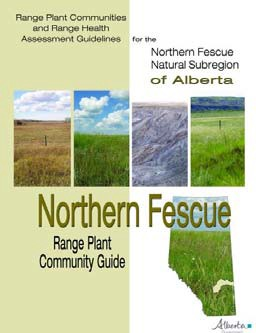 Range Plant Communities
and Range Health
Assessment Guidelines for the
Northern Fescue
Natural Subregion
of Alberta
Northern Fescue
Range Plant
Community Guide
Alberta